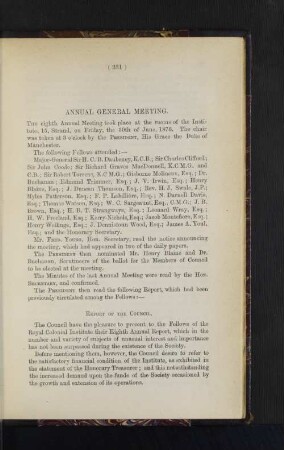 ( 361 )
ANNUAL GENERAL MEETING.
THE eighth Annual Meeting took place at the rooms of the Insti-
tute, 15, Strand, on Friday, the 1876. The chair
was taken at 3 o'clock by the PRESIDENT, His Grace the Duke of
Manchester.
The following Fellows attended:—
Major-General Sir H. C. B. Daubeney, K.C.B.; Sir Charles Clifford;
Sir John Coode; Sir Richard Graves MacDonnell, K.C.M.G. and
C.B.; Sir Robert Torrens, K.C.M.G.; Gisborne Molineux, Esq.; Dr.
Buchanan; Edmund Trimmer, Esq.; J. V. Irwin, Esq.; Henry
Blaine, Esq.; J. Duncan Thomson, Esq.; Rev. H. J. Steele, J.P.;
Myles Patterson, Esq.; F. P. Labilliere, Esq.; N. Darnell Davis,
Esq.; Thomas Watson, Esq.; W. C. Sargeaunt, Esq., C.M.G.; J. B.
Brown, Esq.; H. B. T. Strangways, Esq.; Leonard Wray, Esq.;
H. W. Freeland, Esq.; Henry Nichols, Esq.; Jacob Montefiore, Esq.;
Henry Wollaga, J. Dennistoun Wood, Esq.; James A. Youl,
Esq.; and the Honorary Secretary.
MR. FRED. YOUNG, Hon. Secretary, read the notice summoning
the meeting, which had appeared in two of the daily papers.
The PRESIDENT then nominated Mr. Henry Blaine and Dr.
Buchanan, Scrutineers of the ballot for the Members of Council
to be elected at the meeting.
The Minutes of the last Annual Meeting were read by the HON.
SECRETARY, and confirmed.
The PRESIDENT then read the following Report, which had been
previously circulated among the Fellows:—
REPORT OF THE COUNCIL.
The Council have the pleasure to present to the Fellows of the
Royal Colonial Institute their Eighth Annual Report, which in the
number and variety of subjects of unusual interest and importance
has not been surpassed during the existence of the Society.
Before mentioning them, however, the Council desire to refer to
the satisfactory financial condition of the Institute, as exhibited in
the statement of the Honorary Treasurer; and this notwithstanding
the increased demand upon the funds of the Society occasioned by
the growth and extension of its operations.